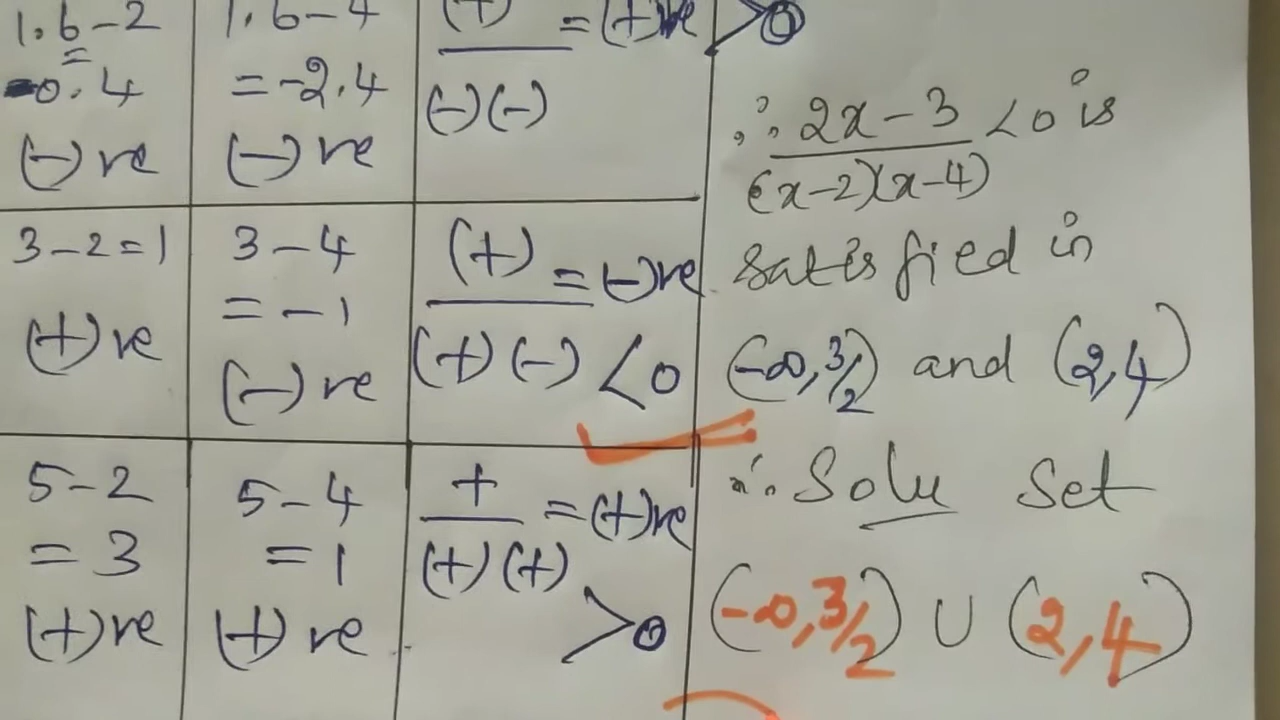 1.6-2
=
-0.4
(-)ve
1.6-4
=-2.4
(-)ve
(+)
――― = (+)ve > 0
(-)(-)
3-2=1
(+)ve
3-4
=-1
(-)ve
(+)
――― = (-)ve
(+)(-) < 0
5-2
=3
(+)ve
5-4
=1
(+)ve
+
――― = (+)ve
(+)(+)
>0
∴ 2x-3
――― < 0 is
(x-2)(x-4)
satisfied in
(-∞,3/2) and (2,4)
∴ Solu Set
(-∞,3/2) ∪ (2,4)